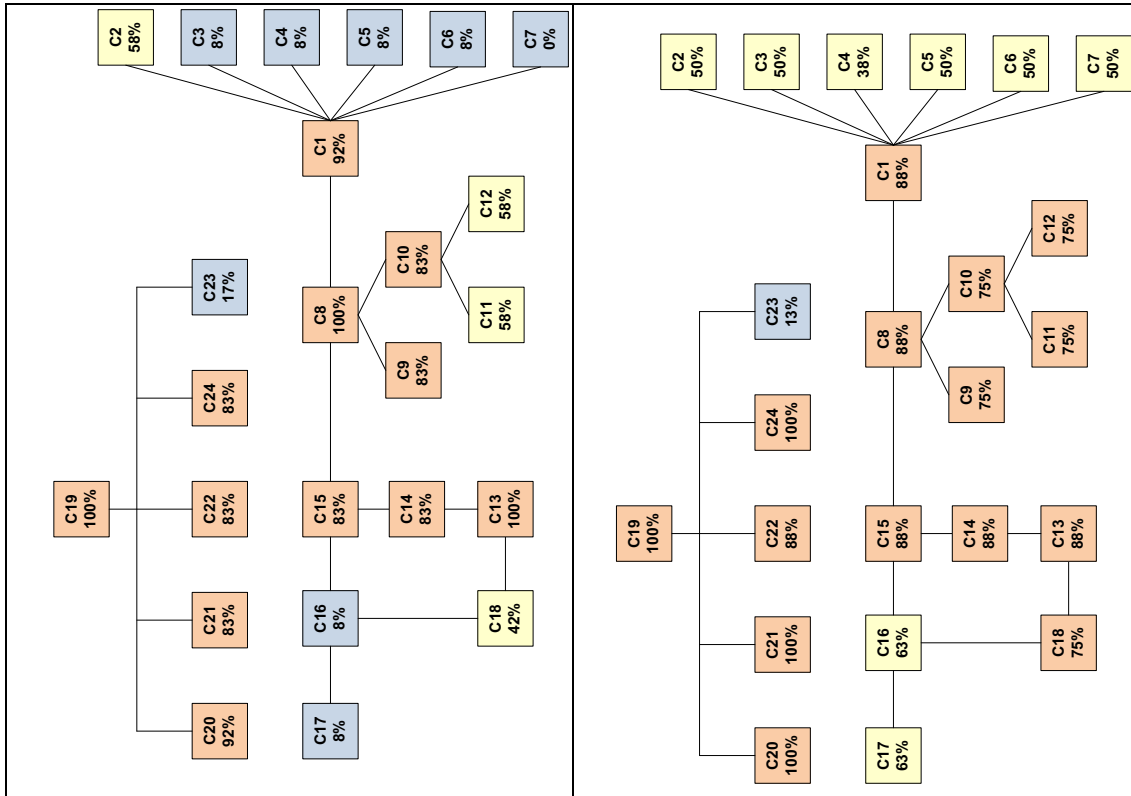 C2
58%
C3
8%
C4
8%
C5
8%
C6
8%
C7
0%
C1
92%
C12
58%
C10
83%
C11
58%
C8
100%
C9
83%
C23
17%
C24
83%
C19
100%
C22
83%
C21
83%
C20
92%
C15
83%
C14
83%
C13
100%
C16
8%
C18
42%
C17
8%
C2
50%
C3
50%
C4
38%
C5
50%
C6
50%
C7
50%
C1
88%
C12
75%
C10
75%
C11
75%
C8
88%
C9
75%
C23
13%
C24
100%
C19
100%
C22
88%
C21
100%
C20
100%
C15
88%
C14
88%
C13
88%
C16
63%
C18
75%
C17
63%